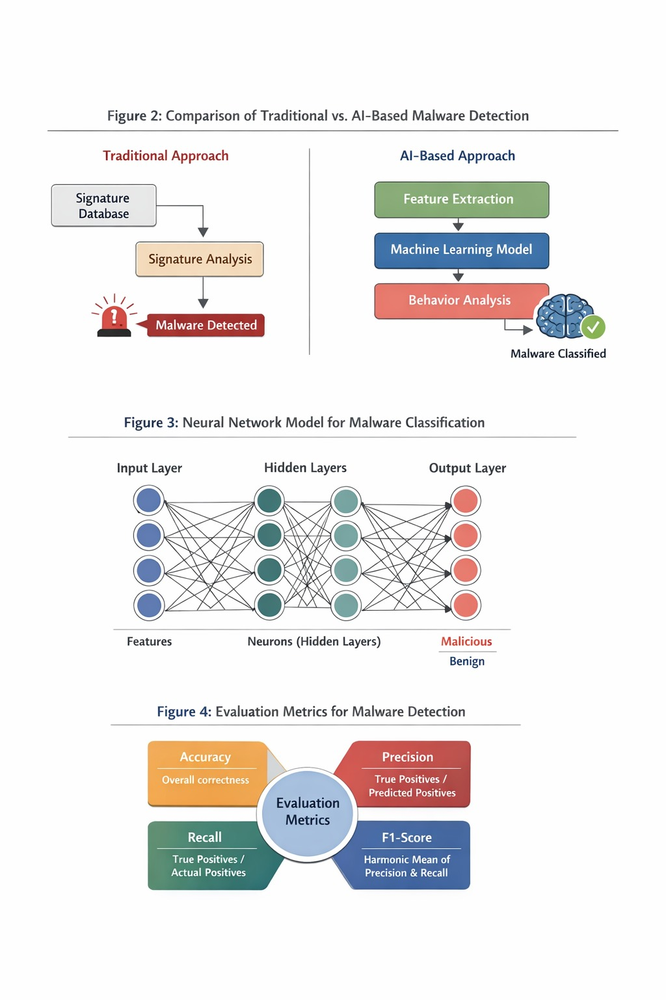 Figure 2: Comparison of Traditional vs. AI-Based Malware Detection
Traditional Approach
Signature
Database
Signature Analysis
Malware Detected
AI-Based Approach
Feature Extraction
Machine Learning Model
Behavior Analysis
Malware Classified
Figure 3: Neural Network Model for Malware Classification
Input Layer
Hidden Layers
Output Layer
Features
Neurons (Hidden Layers)
Malicious
Benign
Figure 4: Evaluation Metrics for Malware Detection
Accuracy
Overall correctness
Precision
True Positives /
Predicted Positives
Evaluation
Metrics
Recall
True Positives /
Actual Positives
F1-Score
Harmonic Mean of
Precision & Recall